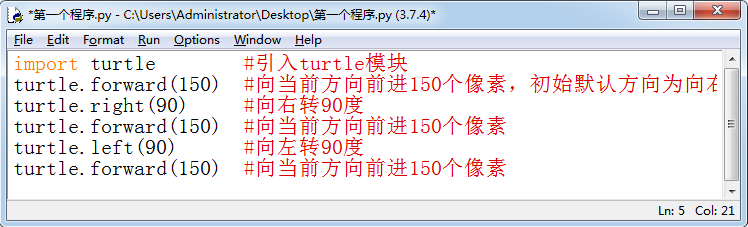 *第一个程序.py - C:\Users\Administrator\Desktop\第一个程序.py (3.7.4)*
File Edit Format Run Options Window Help
import turtle #引入turtle模块
turtle.forward(150) #向当前方向前进150个像素，初始默认方向为向右
turtle.right(90) #向右转90度
turtle.forward(150) #向当前方向前进150个像素
turtle.left(90) #向左转90度
turtle.forward(150) #向当前方向前进150个像素
Ln: 5 Col: 21